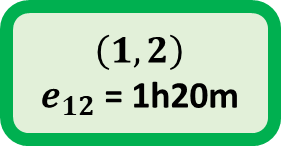 (1,2)
e₁₂ = 1h20m